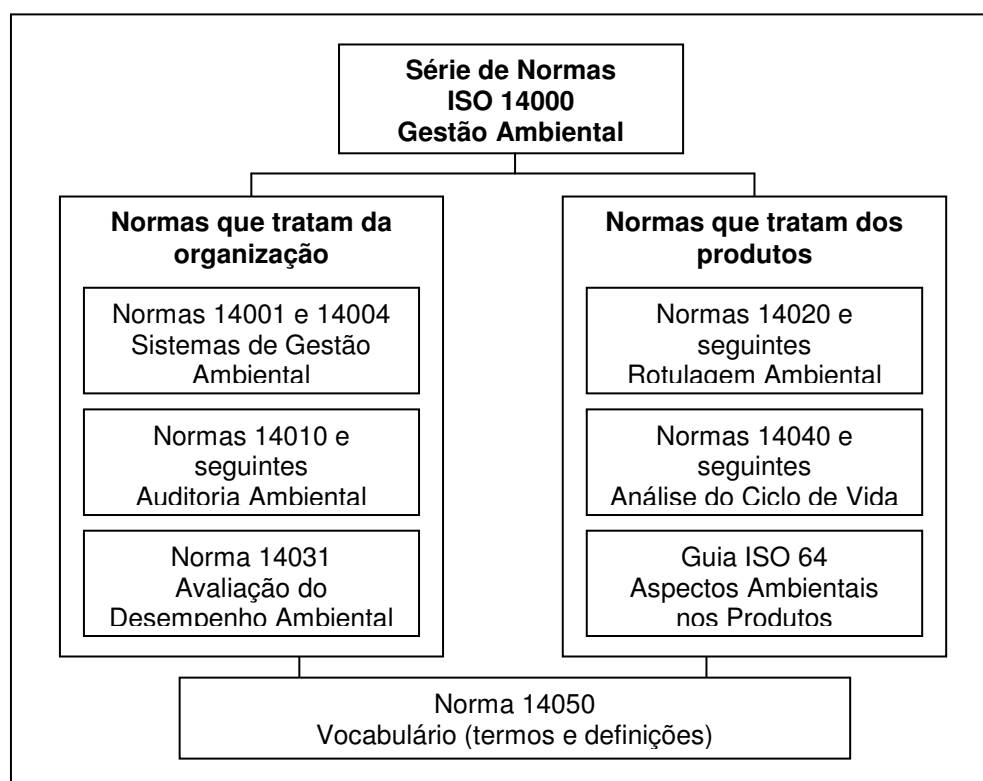 Série de Normas
ISO 14000
Gestão Ambiental
Normas que tratam da
organização
Normas 14001 e 14004
Sistemas de Gestão
Ambiental
Normas 14010 e
seguintes
Auditoria Ambiental
Norma 14031
Avaliação do
Desempenho Ambiental
Normas que tratam dos
produtos
Normas 14020 e
seguintes
Rotulagem Ambiental
Normas 14040 e
seguintes
Análise do Ciclo de Vida
Guia ISO 64
Aspectos Ambientais
nos Produtos
Norma 14050
Vocabulário (termos e definições)